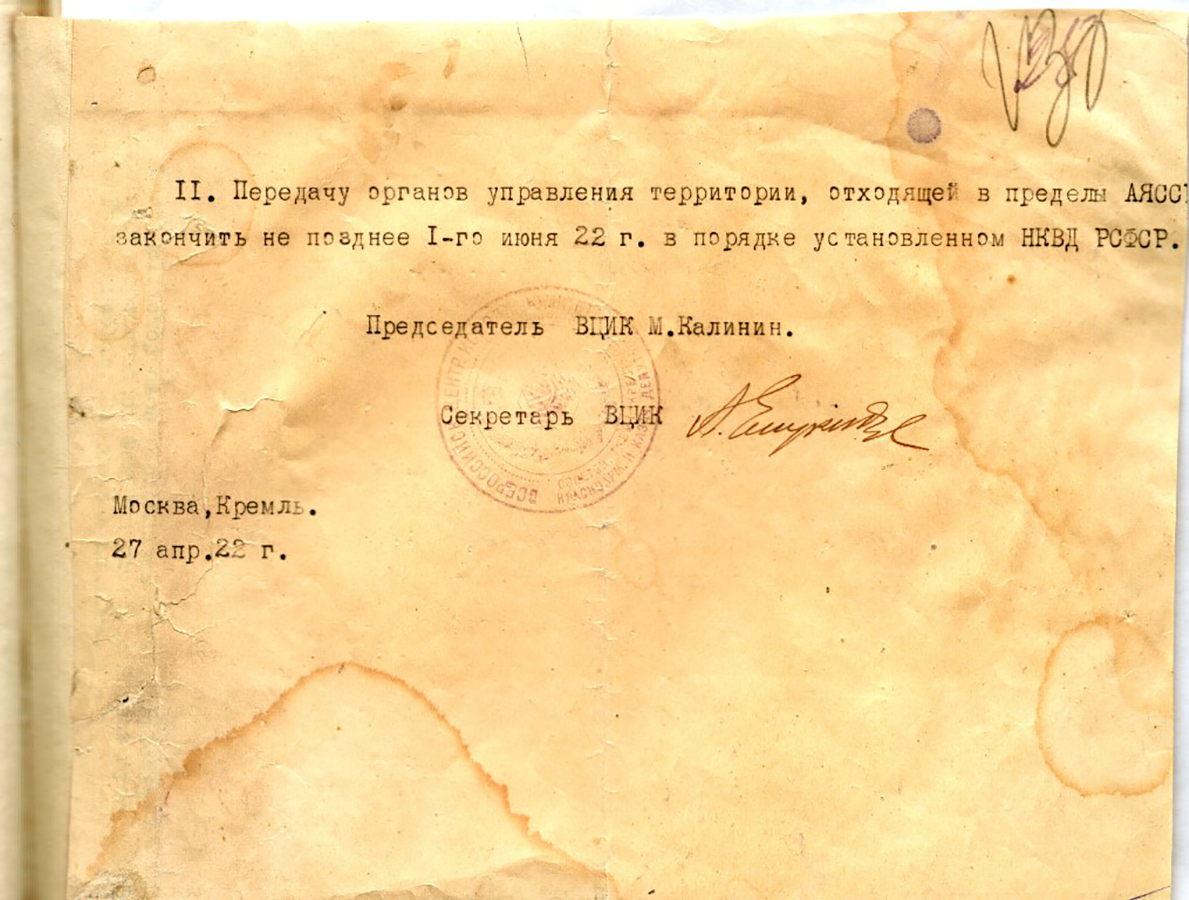 II. Передачу органов управления территории, отходящей в пределы АЯССР
закончить не позднее I-го июня 22 г. в порядке установленном НКВД РСФСР.
Председатель ВЦИК М.Калинин.
Секретарь ВЦИК А. Енукидзе
Москва,Кремль.
27 апр.22 г.